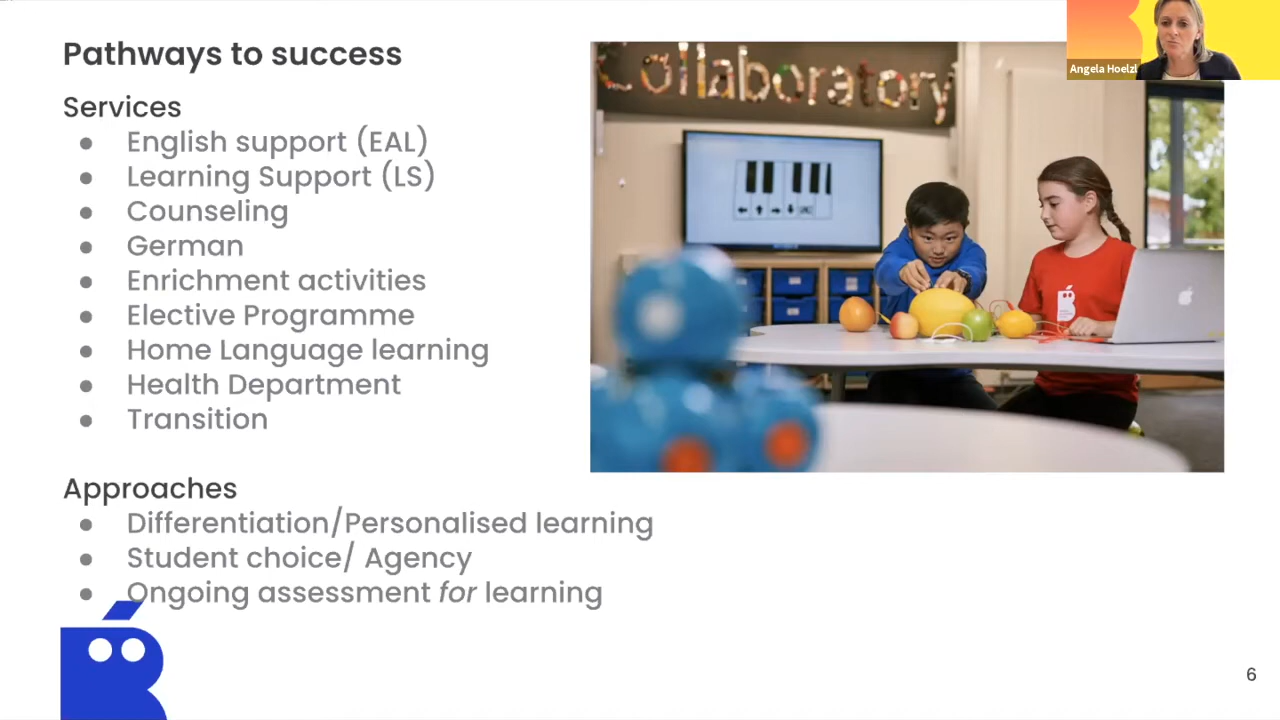 Pathways to success
Services
● English support (EAL)
● Learning Support (LS)
● Counseling
● German
● Enrichment activities
● Elective Programme
● Home Language learning
● Health Department
● Transition
Approaches
● Differentiation/Personalised learning
● Student choice/ Agency
● Ongoing assessment for learning
Collaboratory
Angela Hoelzl
6